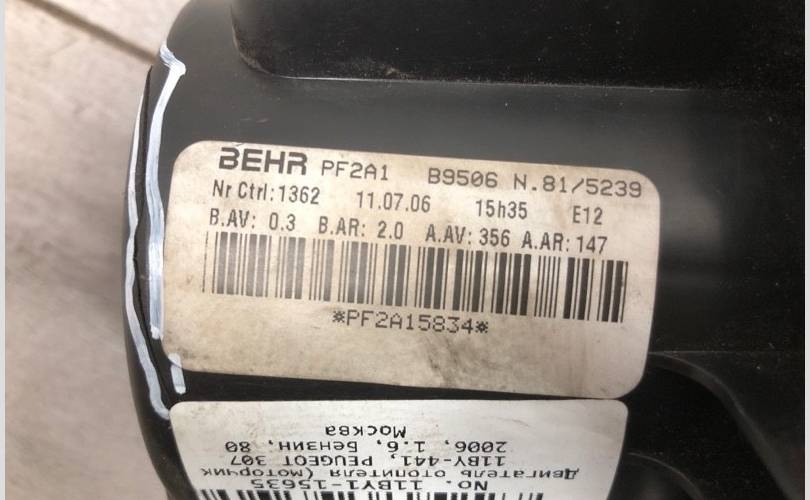 BEHR PF2A1 B9506 N.81/5239
Nr Ctrl:1362 11.07.06 15h35 E12
B.AV: 0.3 B.AR: 2.0 A.AV: 356 A.AR: 147
*PF2A15834*
No. 11BY1-15635
Двигатель отопителя (моторчик
11BY-441, PEUGEOT 307
2006, 1.6, Бензин, 80
Москва